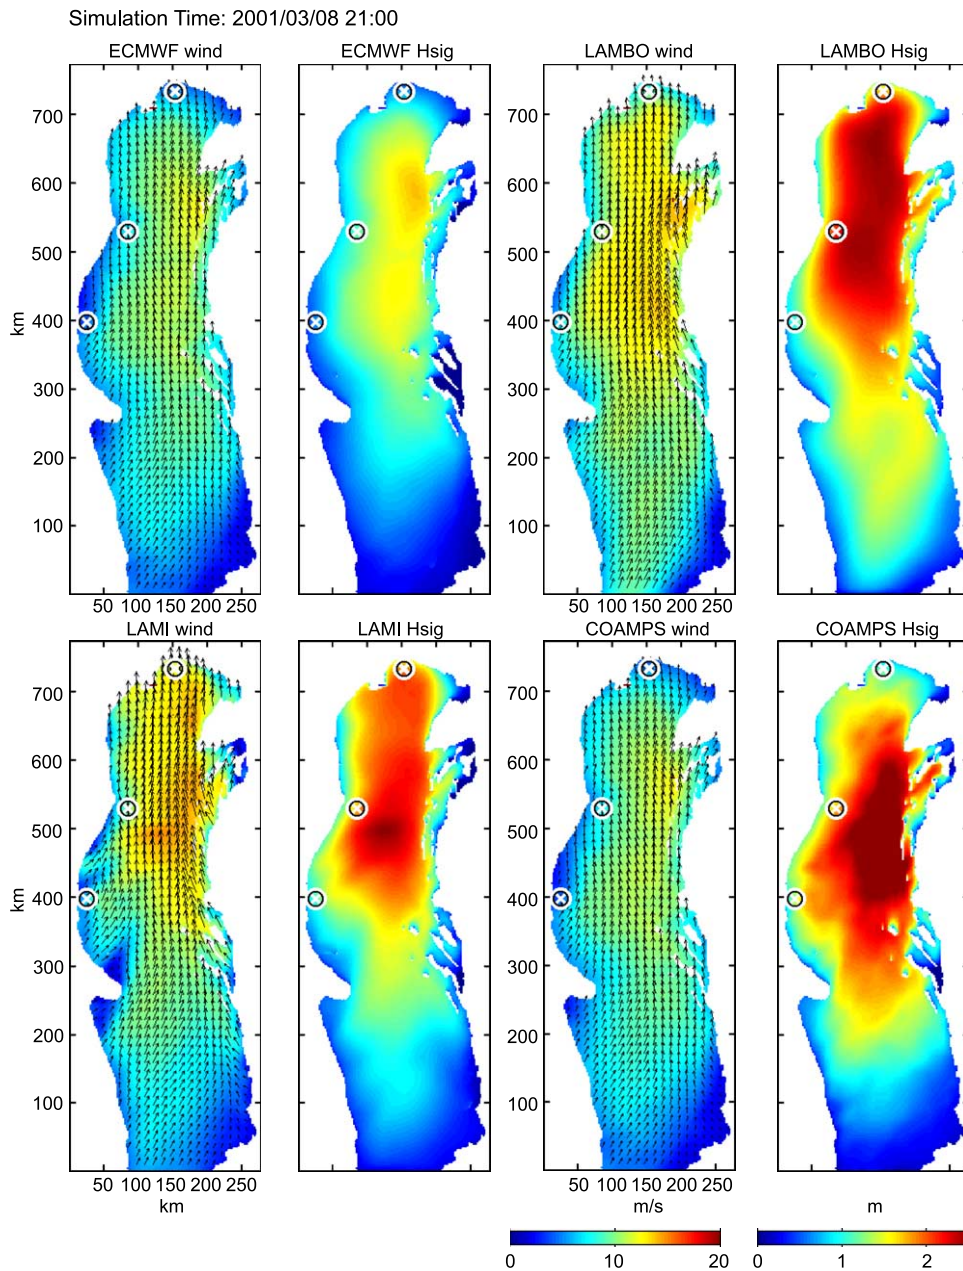 Simulation Time: 2001/03/08 21:00
ECMWF wind ECMWF Hsig LAMBO wind LAMBO Hsig
700 700
600 600
500 500
km 400 400
300 300
200 200
100 100
50 100 150 200 250 50 100 150 200 250
LAMI wind LAMI Hsig COAMPS wind COAMPS Hsig
700 700
600 600
500 500
km 400 400
300 300
200 200
100 100
50 100 150 200 250 50 100 150 200 250
km m/s m
0 10 20 0 1 2